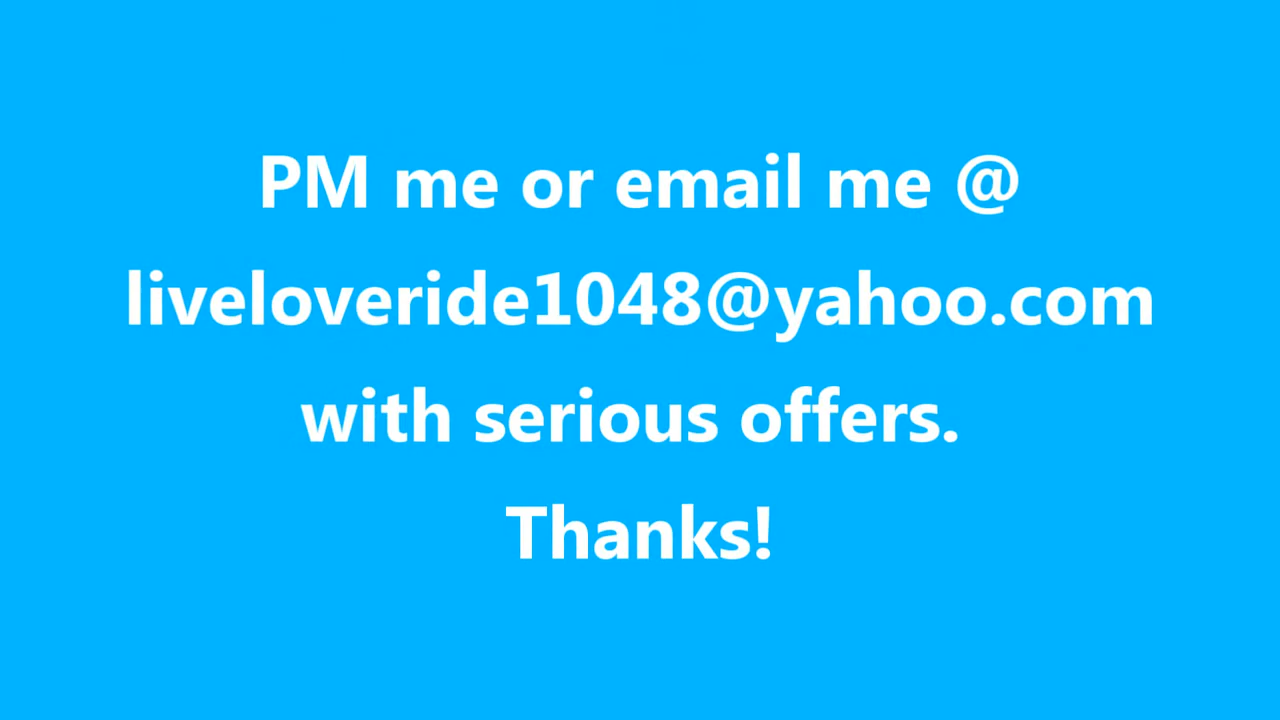 PM me or email me @
liveloveride1048@yahoo.com
with serious offers.
Thanks!